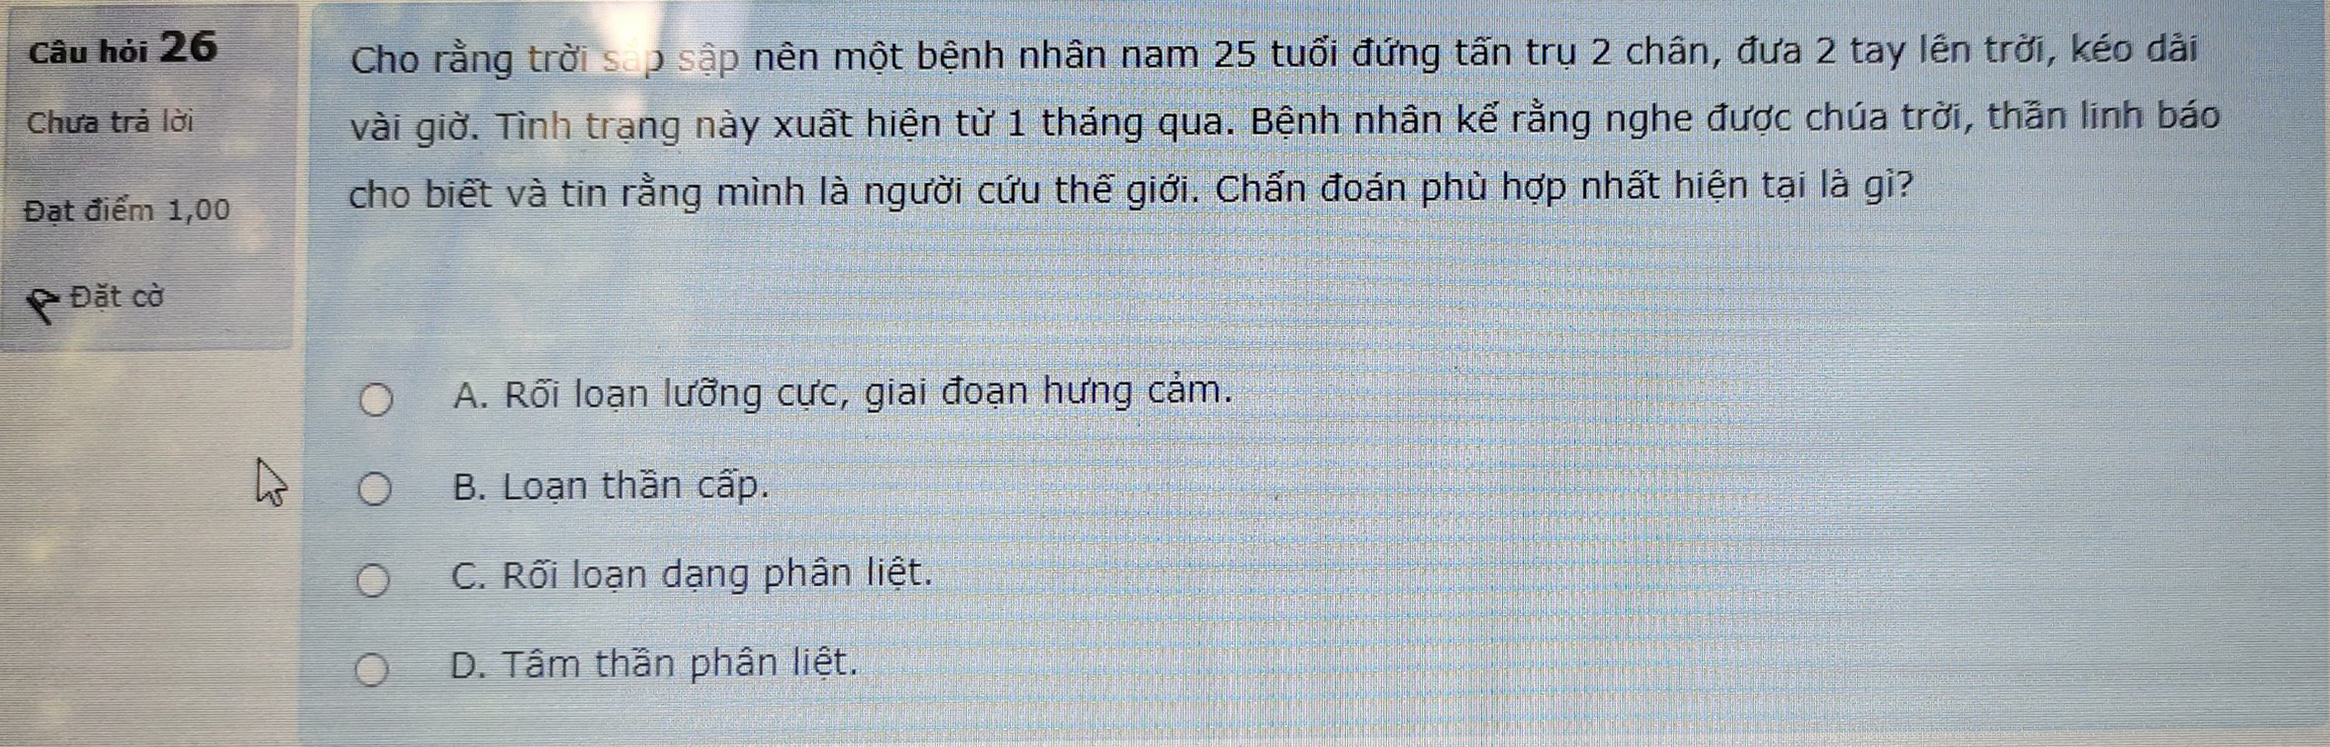 Câu hỏi 26
Chưa trả lời
Đạt điểm 1,00
Đặt cờ
Cho rằng trời sắp sập nên một bệnh nhân nam 25 tuổi đứng tấn trụ 2 chân, đưa 2 tay lên trời, kéo dài
vài giờ. Tình trạng này xuất hiện từ 1 tháng qua. Bệnh nhân kể rằng nghe được chúa trời, thần linh báo
cho biết và tin rằng mình là người cứu thế giới. Chẩn đoán phù hợp nhất hiện tại là gì?
A. Rối loạn lưỡng cực, giai đoạn hưng cảm.
B. Loạn thần cấp.
C. Rối loạn dạng phân liệt.
D. Tâm thần phân liệt.